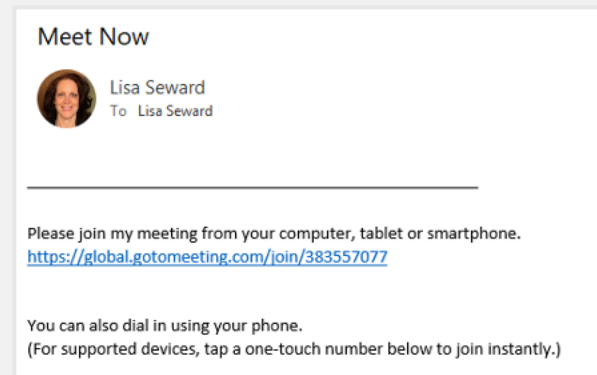 Meet Now
Lisa Seward
To Lisa Seward
Please join my meeting from your computer, tablet or smartphone.
https://global.gotomeeting.com/join/383557077
You can also dial in using your phone.
(For supported devices, tap a one-touch number below to join instantly.)